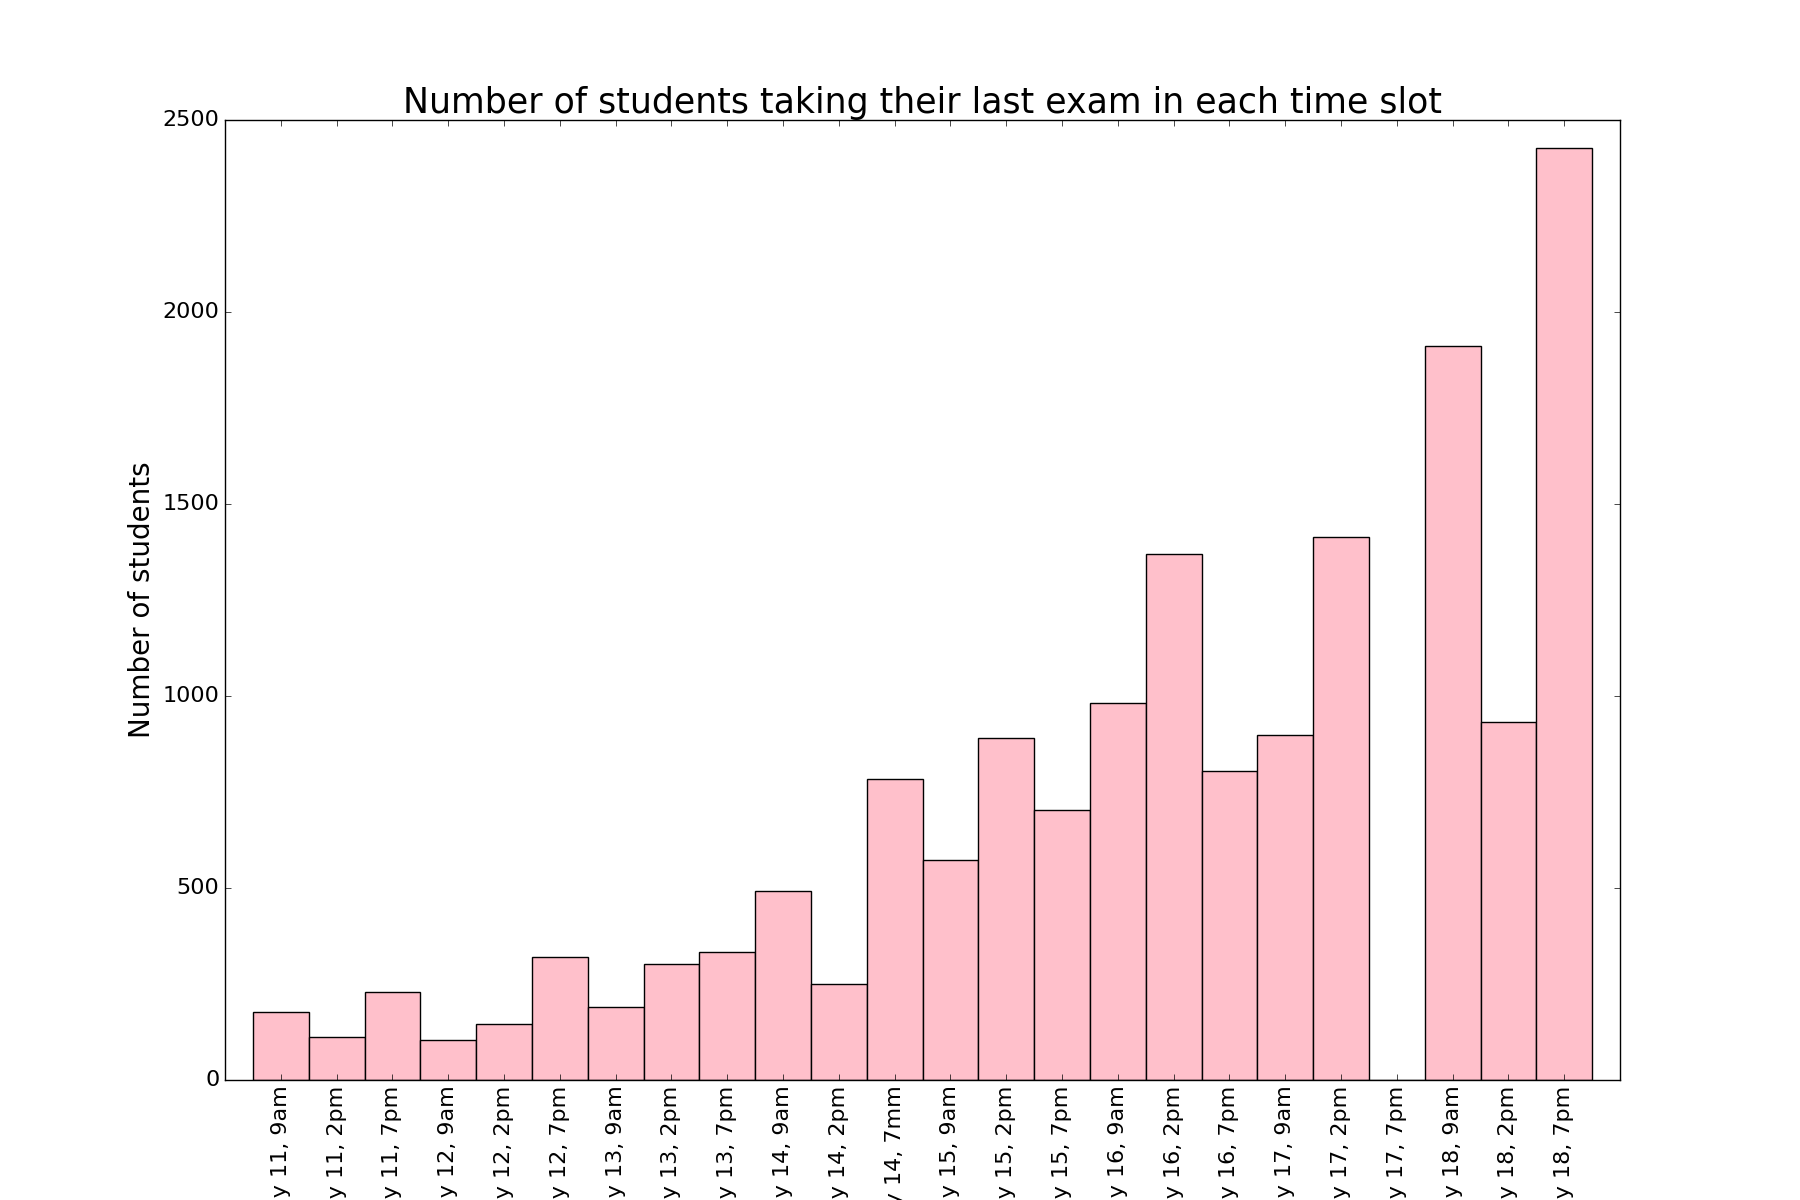 Number of students taking their last exam in each time slot
Number of students
2500
2000
1500
1000
500
0
y 11, 9am
y 11, 2pm
y 11, 7pm
y 12, 9am
y 12, 2pm
y 12, 7pm
y 13, 9am
y 13, 2pm
y 13, 7pm
y 14, 9am
y 14, 2pm
y 14, 7mm
y 15, 9am
y 15, 2pm
y 15, 7pm
y 16, 9am
y 16, 2pm
y 16, 7pm
y 17, 9am
y 17, 2pm
y 17, 7pm
y 18, 9am
y 18, 2pm
y 18, 7pm